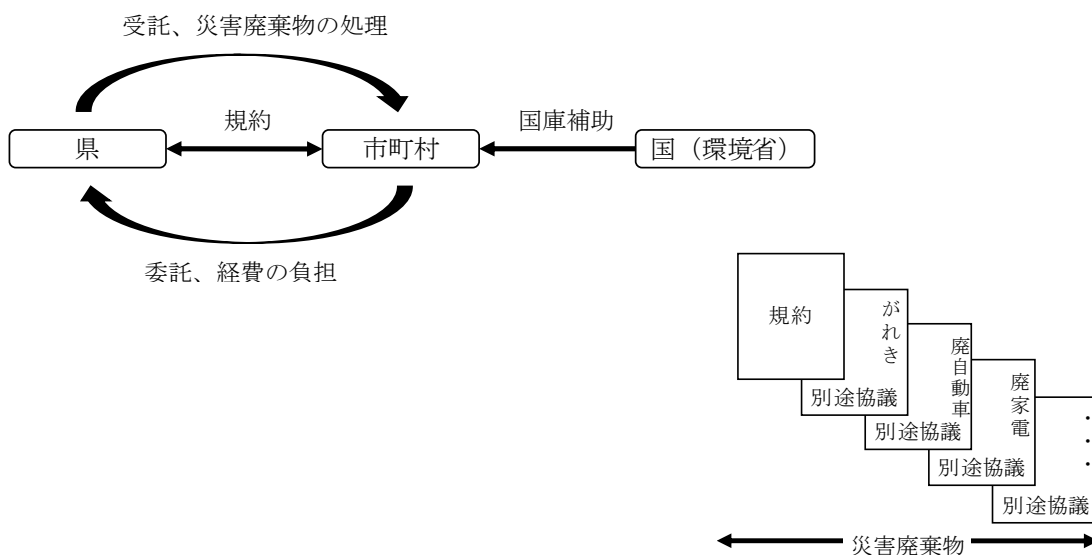 受託、災害廃棄物の処理
規約
国庫補助
県
市町村
国（環境省）
委託、経費の負担
規約
がれき
別途協議
廃自動車
別途協議
廃家電
別途協議
・・・
別途協議
災害廃棄物